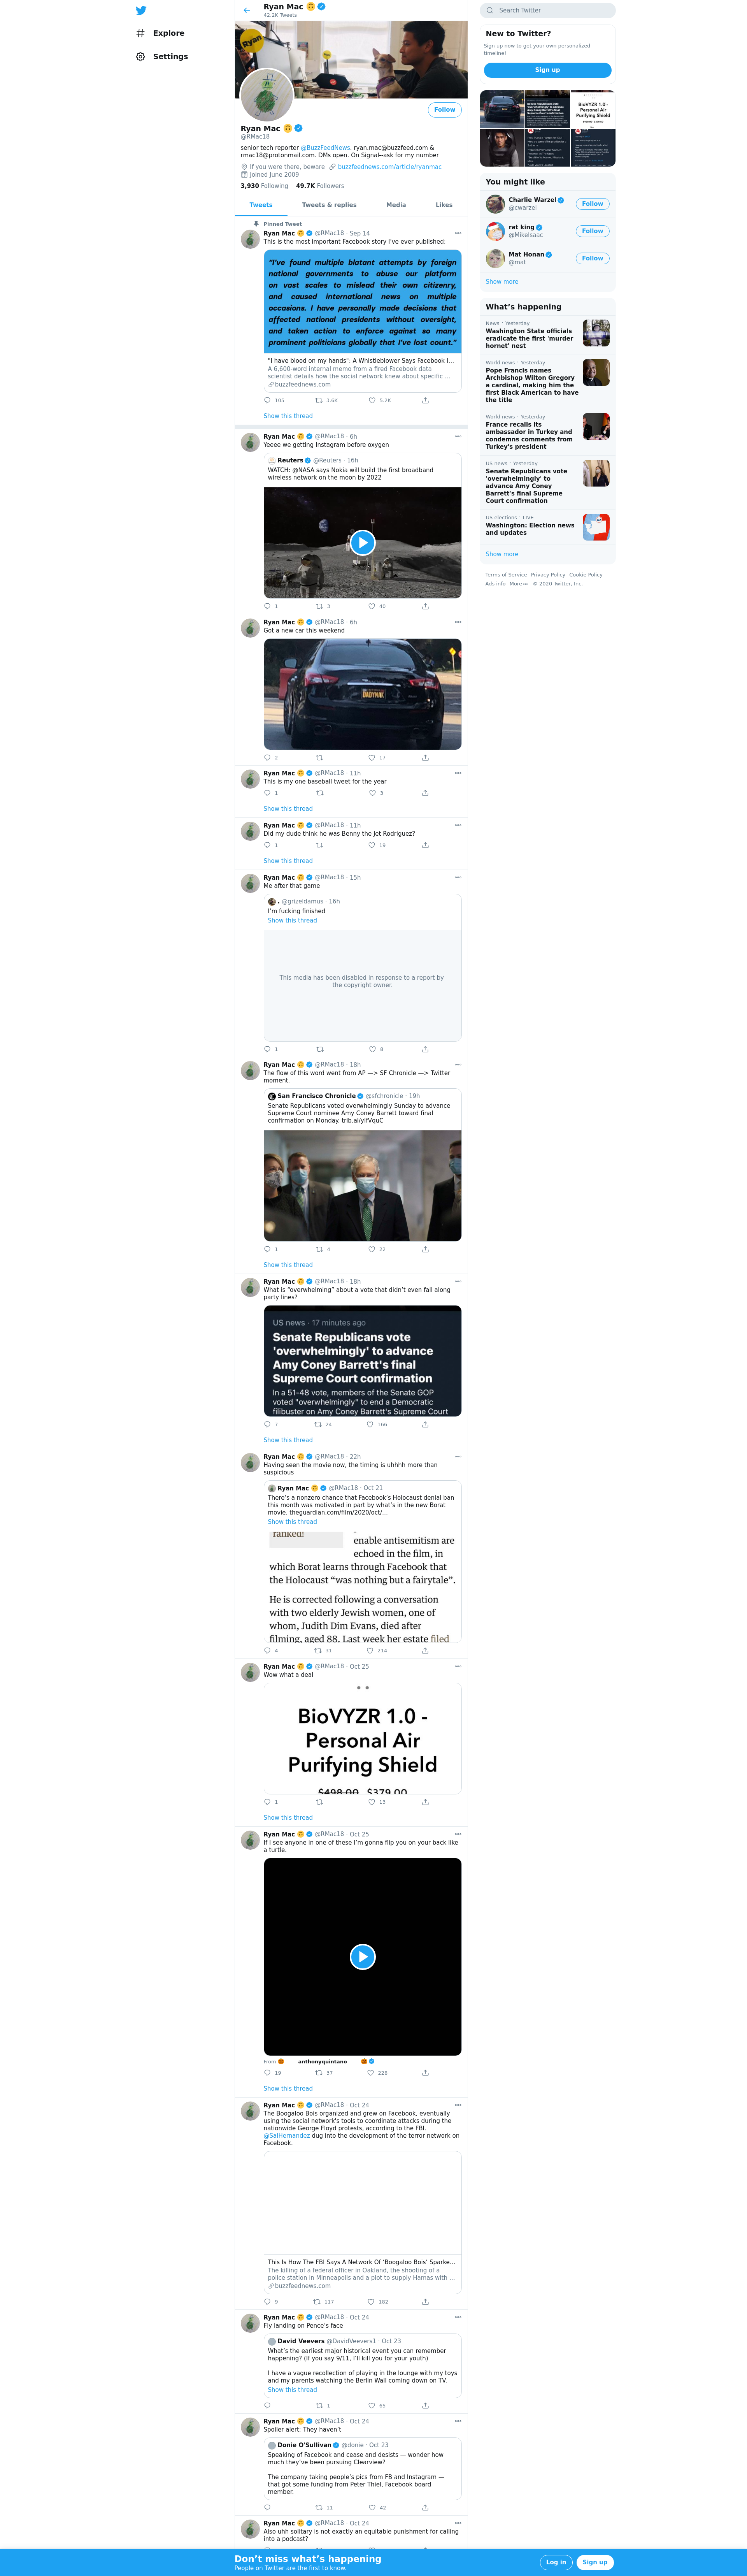 Explore
Settings
Ryan Mac 🙃
42.2K Tweets
Follow
Ryan Mac 🙃
@RMac18
senior tech reporter @BuzzFeedNews. ryan.mac@buzzfeed.com &
rmac18@protonmail.com. DMs open. On Signal--ask for my number
If you were there, beware buzzfeednews.com/article/ryanmac
Joined June 2009
3,930 Following 49.7K Followers
Tweets Tweets & replies Media Likes
Pinned Tweet
Ryan Mac 🙃 @RMac18 · Sep 14
This is the most important Facebook story I've ever published:
"I've found multiple blatant attempts by foreign
national governments to abuse our platform
on vast scales to mislead their own citizenry,
and caused international news on multiple
occasions. I have personally made decisions that
affected national presidents without oversight,
and taken action to enforce against so many
prominent politicians globally that I've lost count."
"I have blood on my hands": A Whistleblower Says Facebook I...
A 6,600-word internal memo from a fired Facebook data
scientist details how the social network knew about specific ...
buzzfeednews.com
105 3.6K 5.2K
Show this thread
Ryan Mac 🙃 @RMac18 · 6h
Yeeee we getting Instagram before oxygen
Reuters @Reuters · 16h
WATCH: @NASA says Nokia will build the first broadband
wireless network on the moon by 2022
1 3 40
Ryan Mac 🙃 @RMac18 · 6h
Got a new car this weekend
DADYMAC
2 17
Ryan Mac 🙃 @RMac18 · 11h
This is my one baseball tweet for the year
1 3
Show this thread
Ryan Mac 🙃 @RMac18 · 11h
Did my dude think he was Benny the Jet Rodriguez?
1 19
Show this thread
Ryan Mac 🙃 @RMac18 · 15h
Me after that game
. @grizeldamus · 16h
I'm fucking finished
Show this thread
This media has been disabled in response to a report by
the copyright owner.
1 8
Ryan Mac 🙃 @RMac18 · 18h
The flow of this word went from AP —> SF Chronicle —> Twitter
moment.
San Francisco Chronicle @sfchronicle · 19h
Senate Republicans voted overwhelmingly Sunday to advance
Supreme Court nominee Amy Coney Barrett toward final
confirmation on Monday. trib.al/yIfVquC
1 4 22
Show this thread
Ryan Mac 🙃 @RMac18 · 18h
What is "overwhelming" about a vote that didn't even fall along
party lines?
US news · 17 minutes ago
Senate Republicans vote
'overwhelmingly' to advance
Amy Coney Barrett's final
Supreme Court confirmation
In a 51-48 vote, members of the Senate GOP
voted "overwhelmingly" to end a Democratic
filibuster on Amy Coney Barrett's Supreme Court
7 24 166
Show this thread
Ryan Mac 🙃 @RMac18 · 22h
Having seen the movie now, the timing is uhhhh more than
suspicious
Ryan Mac 🙃 @RMac18 · Oct 21
There's a nonzero chance that Facebook's Holocaust denial ban
this month was motivated in part by what's in the new Borat
movie. theguardian.com/film/2020/oct/...
Show this thread
ranked!
enable antisemitism are
echoed in the film, in
which Borat learns through Facebook that
the Holocaust "was nothing but a fairytale".
He is corrected following a conversation
with two elderly Jewish women, one of
whom, Judith Dim Evans, died after
filming, aged 88. Last week her estate filed
4 31 214
Ryan Mac 🙃 @RMac18 · Oct 25
Wow what a deal
BioVYZR 1.0 -
Personal Air
Purifying Shield
$498.00 $379.00
1 13
Show this thread
Ryan Mac 🙃 @RMac18 · Oct 25
If I see anyone in one of these I'm gonna flip you on your back like
a turtle.
From 🎃 anthonyquintano 🎃
19 37 228
Show this thread
Ryan Mac 🙃 @RMac18 · Oct 24
The Boogaloo Bois organized and grew on Facebook, eventually
using the social network's tools to coordinate attacks during the
nationwide George Floyd protests, according to the FBI.
@SalHernandez dug into the development of the terror network on
Facebook.
This Is How The FBI Says A Network Of 'Boogaloo Bois' Sparke...
The killing of a federal officer in Oakland, the shooting of a
police station in Minneapolis and a plot to supply Hamas with ...
buzzfeednews.com
9 117 182
Ryan Mac 🙃 @RMac18 · Oct 24
Fly landing on Pence's face
David Veevers @DavidVeevers1 · Oct 23
What's the earliest major historical event you can remember
happening? (If you say 9/11, I'll kill you for your youth)
I have a vague recollection of playing in the lounge with my toys
and my parents watching the Berlin Wall coming down on TV.
Show this thread
1 65
Ryan Mac 🙃 @RMac18 · Oct 24
Spoiler alert: They haven't
Donie O'Sullivan @donie · Oct 23
Speaking of Facebook and cease and desists — wonder how
much they've been pursuing Clearview?
The company taking people's pics from FB and Instagram —
that got some funding from Peter Thiel, Facebook board
member.
11 42
Ryan Mac 🙃 @RMac18 · Oct 24
Also uhh solitary is not exactly an equitable punishment for calling
into a podcast?
Search Twitter
New to Twitter?
Sign up now to get your own personalized
timeline!
Sign up
BioVYZR 1.0 -
Personal Air
Purifying Shield
You might like
Charlie Warzel
@cwarzel
Follow
rat king
@MikeIsaac
Follow
Mat Honan
@mat
Follow
Show more
What's happening
News · Yesterday
Washington State officials
eradicate the first 'murder
hornet' nest
World news · Yesterday
Pope Francis names
Archbishop Wilton Gregory
a cardinal, making him the
first Black American to have
the title
World news · Yesterday
France recalls its
ambassador in Turkey and
condemns comments from
Turkey's president
US news · Yesterday
Senate Republicans vote
'overwhelmingly' to
advance Amy Coney
Barrett's final Supreme
Court confirmation
US elections · LIVE
Washington: Election news
and updates
Show more
Terms of Service Privacy Policy Cookie Policy
Ads info More © 2020 Twitter, Inc.
Don't miss what's happening
People on Twitter are the first to know.
Log in Sign up